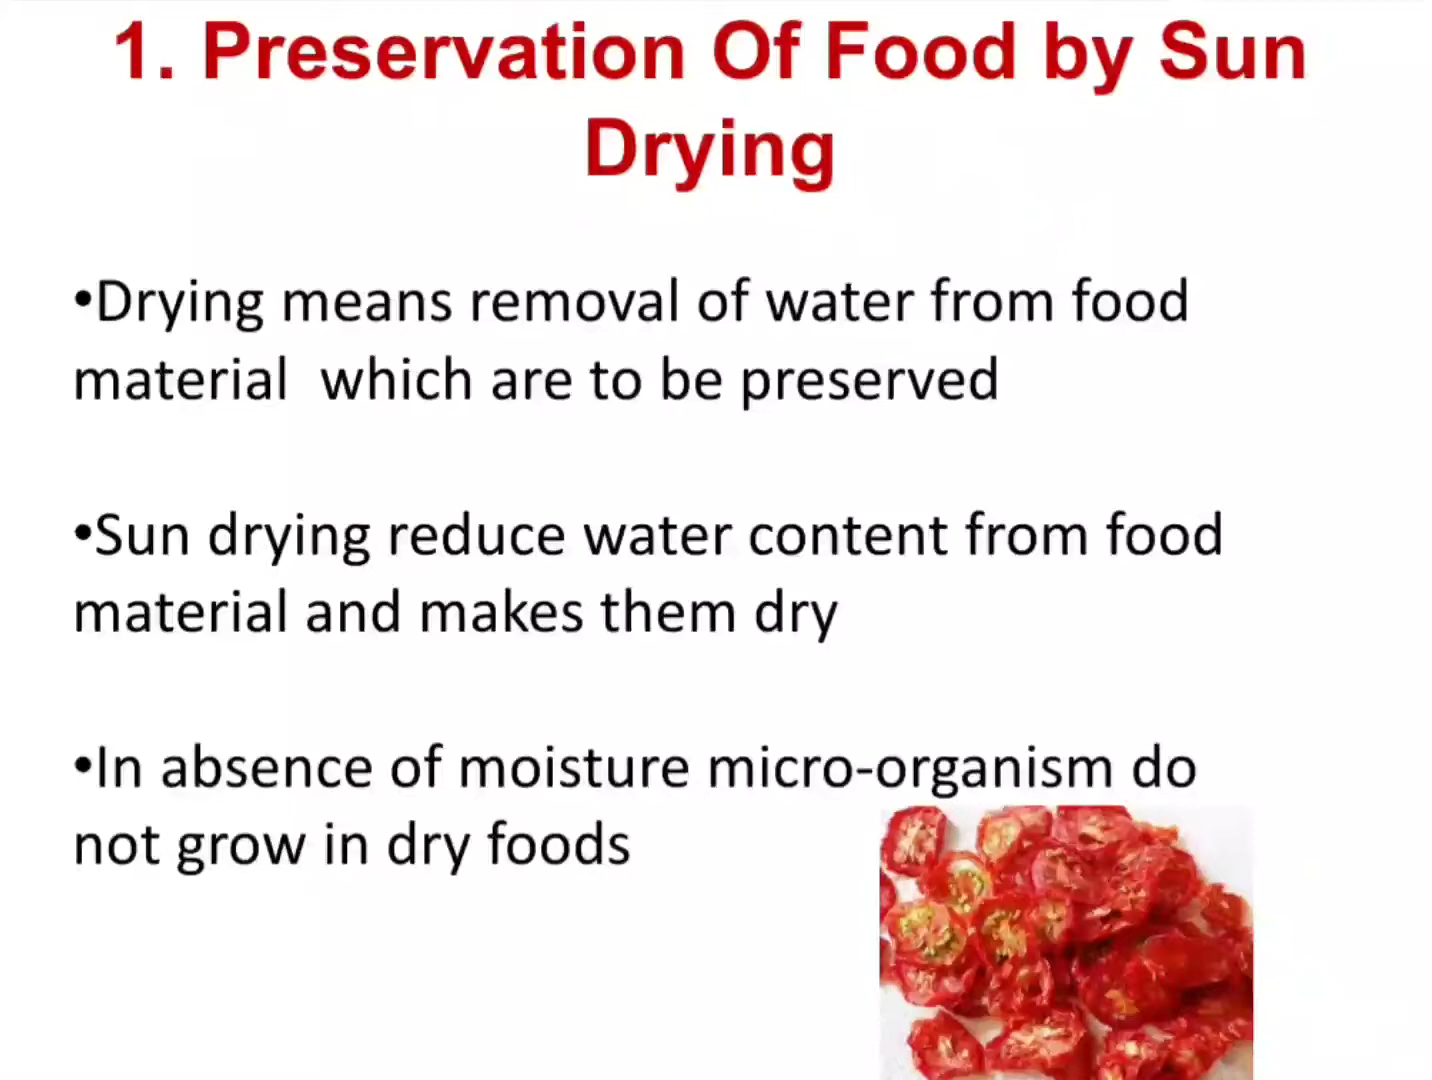 1. Preservation Of Food by Sun
Drying
•Drying means removal of water from food
material  which are to be preserved
•Sun drying reduce water content from food
material and makes them dry
•In absence of moisture micro-organism do
not grow in dry foods